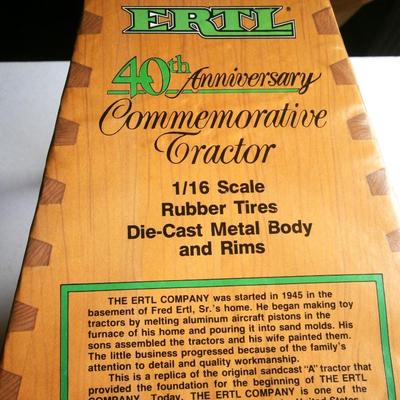 ERTL
40th Anniversary
Commemorative
Tractor
1/16 Scale
Rubber Tires
Die-Cast Metal Body
and Rims
THE ERTL COMPANY was started in 1945 in the
basement of Fred Ertl, Sr.'s home. He began making toy
tractors by melting aluminum aircraft pistons in the
furnace of his home and pouring it into sand molds. His
sons assembled the tractors and his wife painted them.
The little business progressed because of the family's
attention to detail and quality workmanship.
This is a replica of the original sandcast "A" tractor that
provided the foundation for the beginning of THE ERTL
COMPANY. Today, THE ERTL COMPANY is one of the
United States